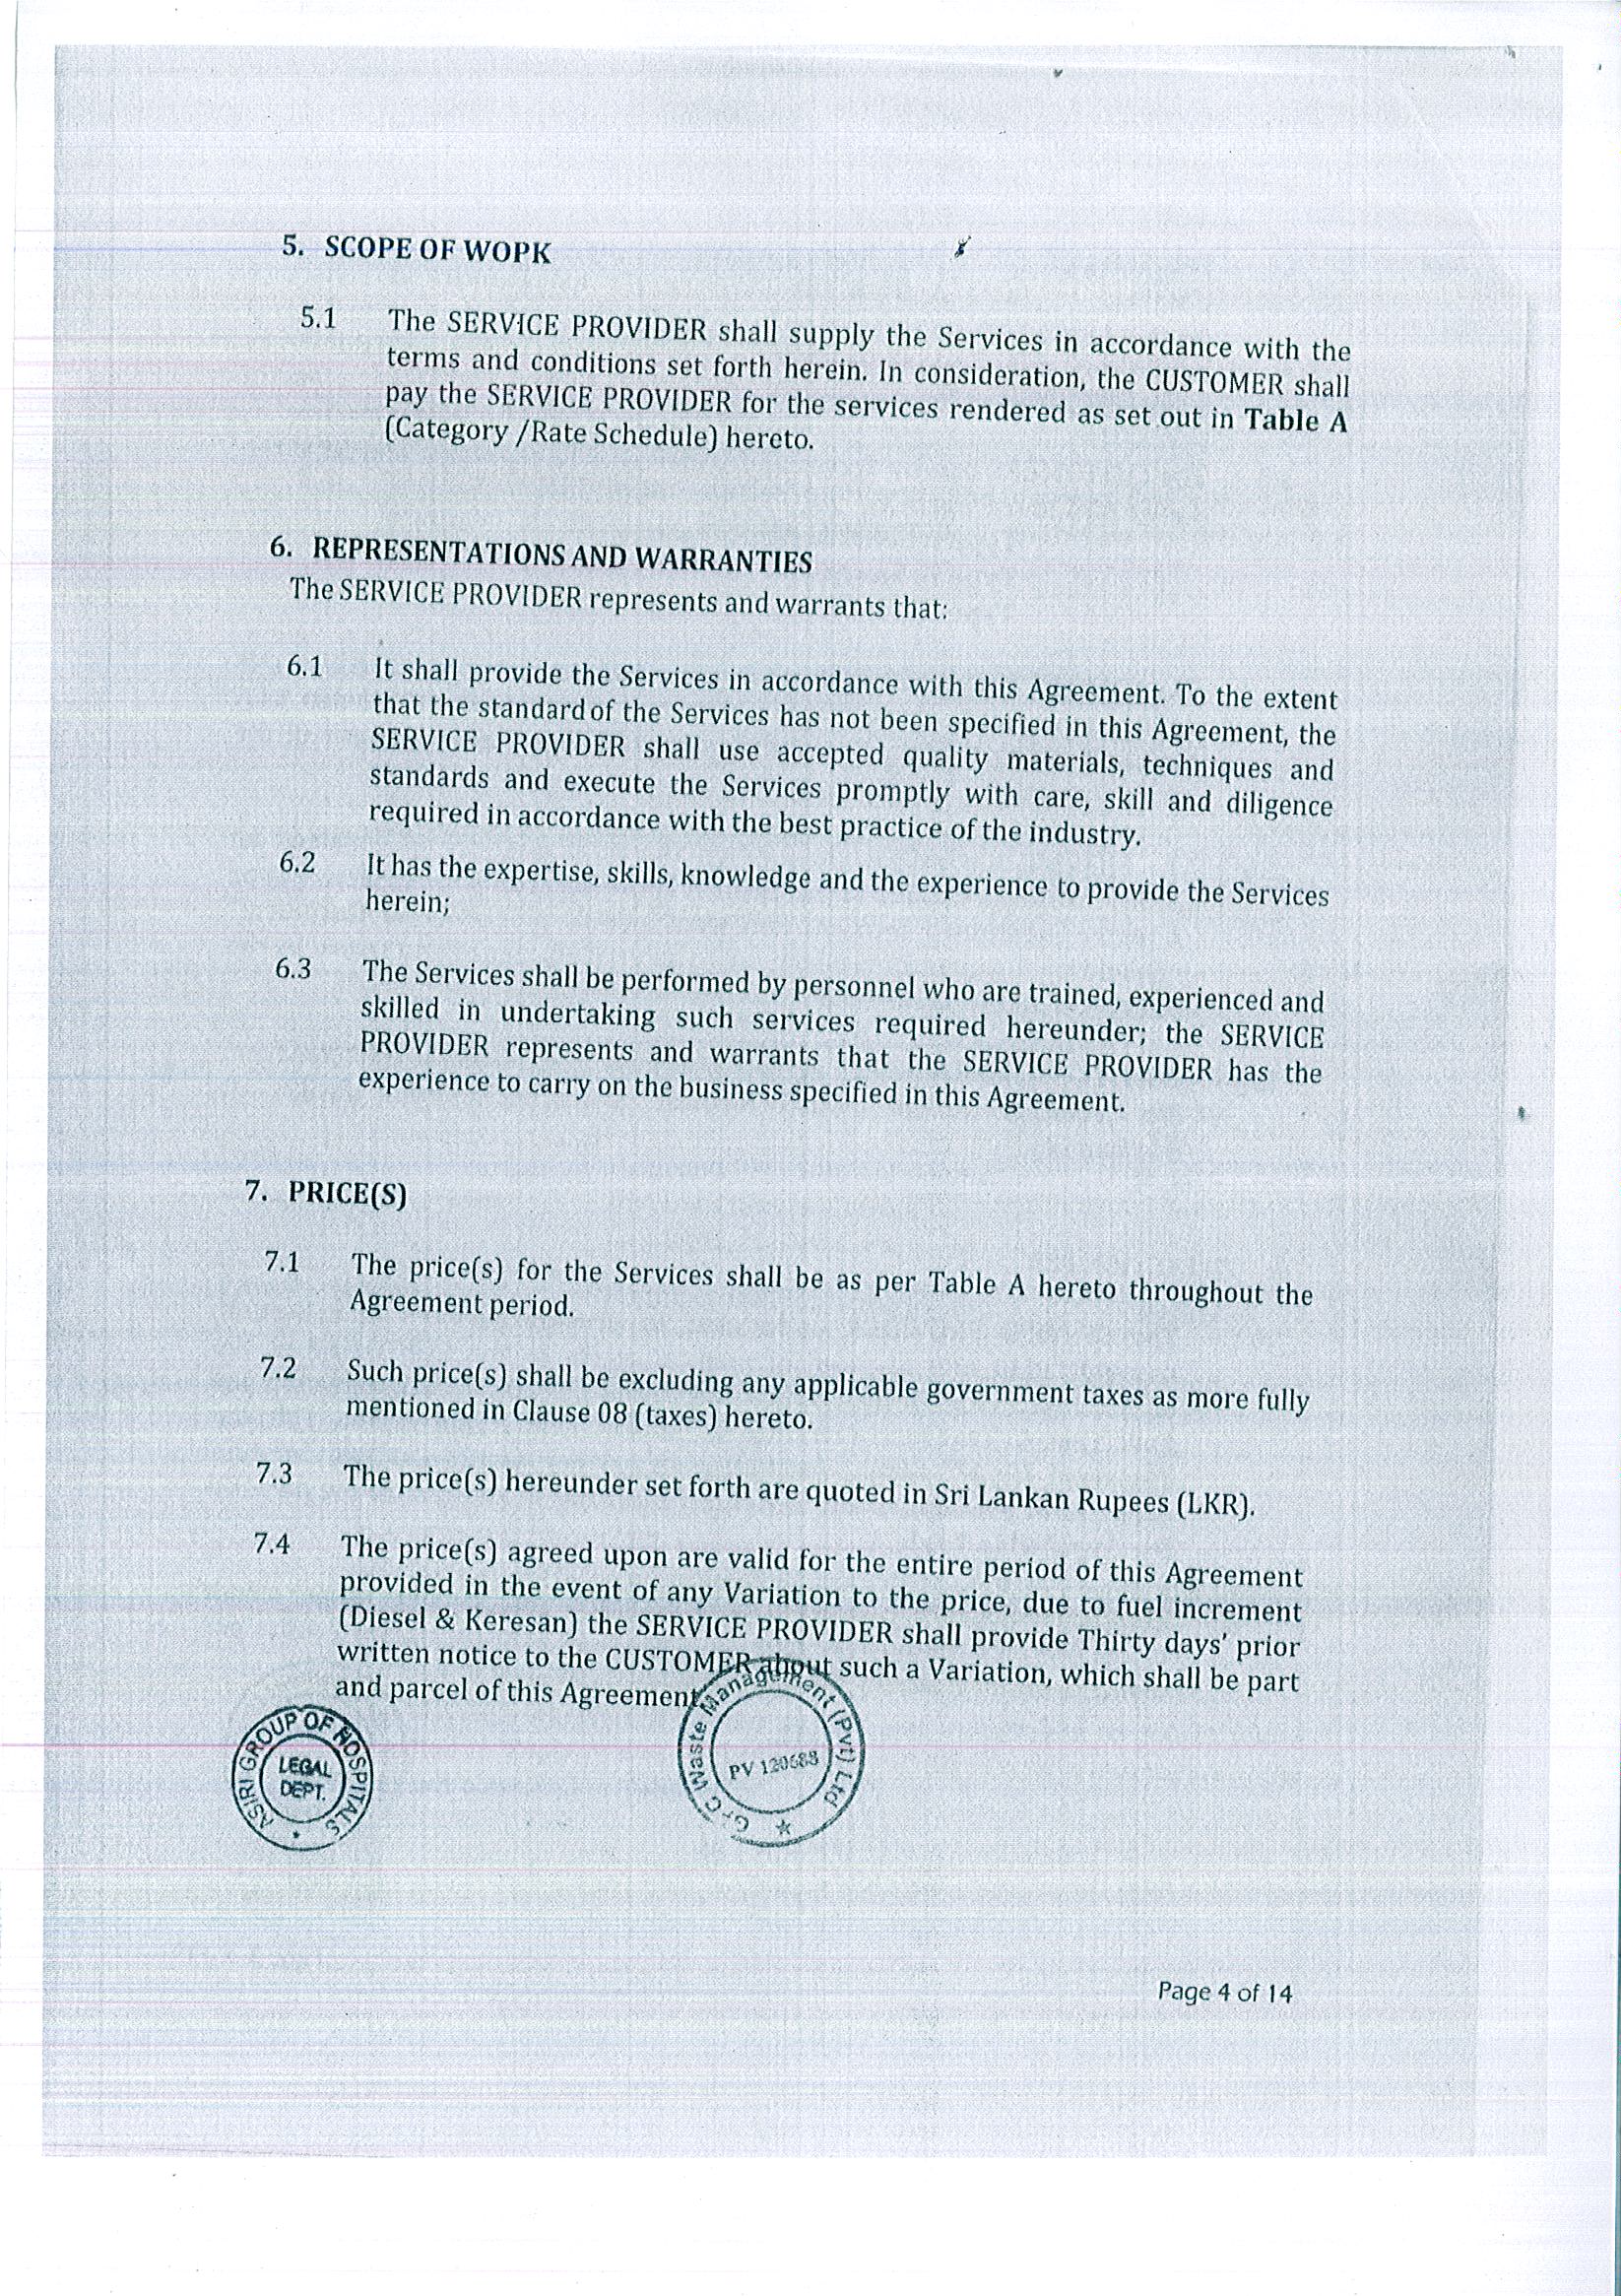 5. SCOPE OF WORK
5.1 The SERVICE PROVIDER shall supply the Services in accordance with the
terms and conditions set forth herein. In consideration, the CUSTOMER shall
pay the SERVICE PROVIDER for the services rendered as set out in Table A
(Category /Rate Schedule) hereto.
6. REPRESENTATIONS AND WARRANTIES
The SERVICE PROVIDER represents and warrants that:
6.1 It shall provide the Services in accordance with this Agreement. To the extent
that the standard of the Services has not been specified in this Agreement, the
SERVICE PROVIDER shall use accepted quality materials, techniques and
standards and execute the Services promptly with care, skill and diligence
required in accordance with the best practice of the industry.
6.2 It has the expertise, skills, knowledge and the experience to provide the Services
herein;
6.3 The Services shall be performed by personnel who are trained, experienced and
skilled in undertaking such services required hereunder; the SERVICE
PROVIDER represents and warrants that the SERVICE PROVIDER has the
experience to carry on the business specified in this Agreement.
7. PRICE(S)
7.1 The price(s) for the Services shall be as per Table A hereto throughout the
Agreement period.
7.2 Such price(s) shall be excluding any applicable government taxes as more fully
mentioned in Clause 08 (taxes) hereto.
7.3 The price(s) hereunder set forth are quoted in Sri Lankan Rupees (LKR).
7.4 The price(s) agreed upon are valid for the entire period of this Agreement
provided in the event of any Variation to the price, due to fuel increment
(Diesel & Keresan) the SERVICE PROVIDER shall provide Thirty days' prior
written notice to the CUSTOMER about such a Variation, which shall be part
and parcel of this Agreement
ASIRI GROUP OF HOSPITALS
LEGAL
DEPT.
Waste Management (Pvt) Ltd
PV 120688
Page 4 of 14